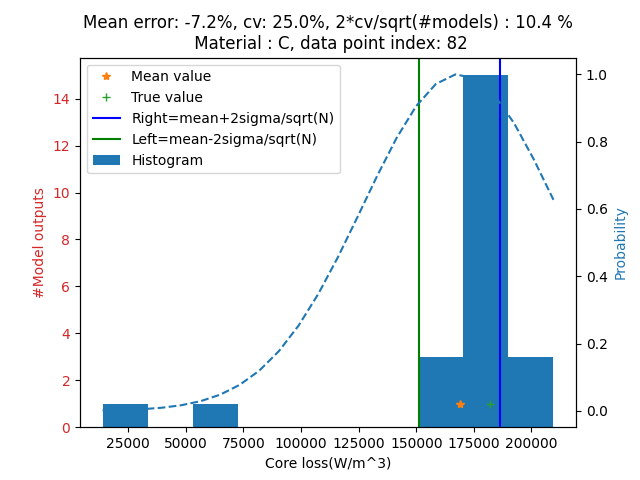 Mean error: -7.2%, cv: 25.0%, 2*cv/sqrt(#models) : 10.4 %
Material : C, data point index: 82
Mean value
True value
Right=mean+2sigma/sqrt(N)
Left=mean-2sigma/sqrt(N)
Histogram
#Model outputs
14
12
10
8
6
4
2
0
1.0
0.8
0.6
0.4
0.2
0.0
Probability
25000 50000 75000 100000 125000 150000 175000 200000
Core loss(W/m^3)